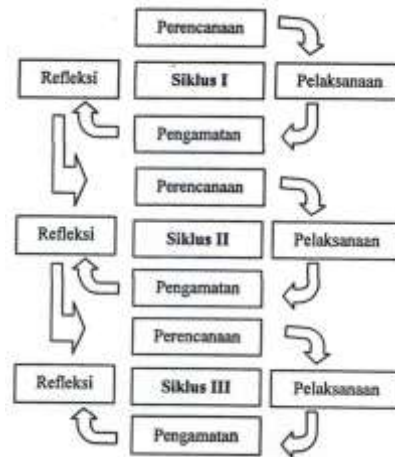 Perencanaan
Refleksi
Siklus I
Pelaksanaan
Pengamatan
Perencanaan
Refleksi
Siklus II
Pelaksanaan
Pengamatan
Perencanaan
Refleksi
Siklus III
Pelaksanaan
Pengamatan